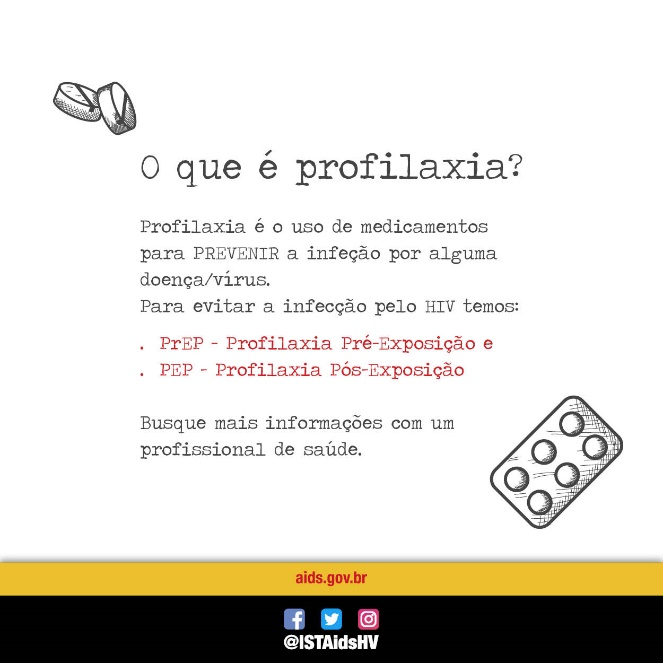 O que é profilaxia?
Profilaxia é o uso de medicamentos
para PREVENIR a infeção por alguma
doença/vírus.
Para evitar a infecção pelo HIV temos:
. PrEP - Profilaxia Pré-Exposição e
. PEP - Profilaxia Pós-Exposição
Busque mais informações com um
profissional de saúde.
aids.gov.br
@ISTAidsHV